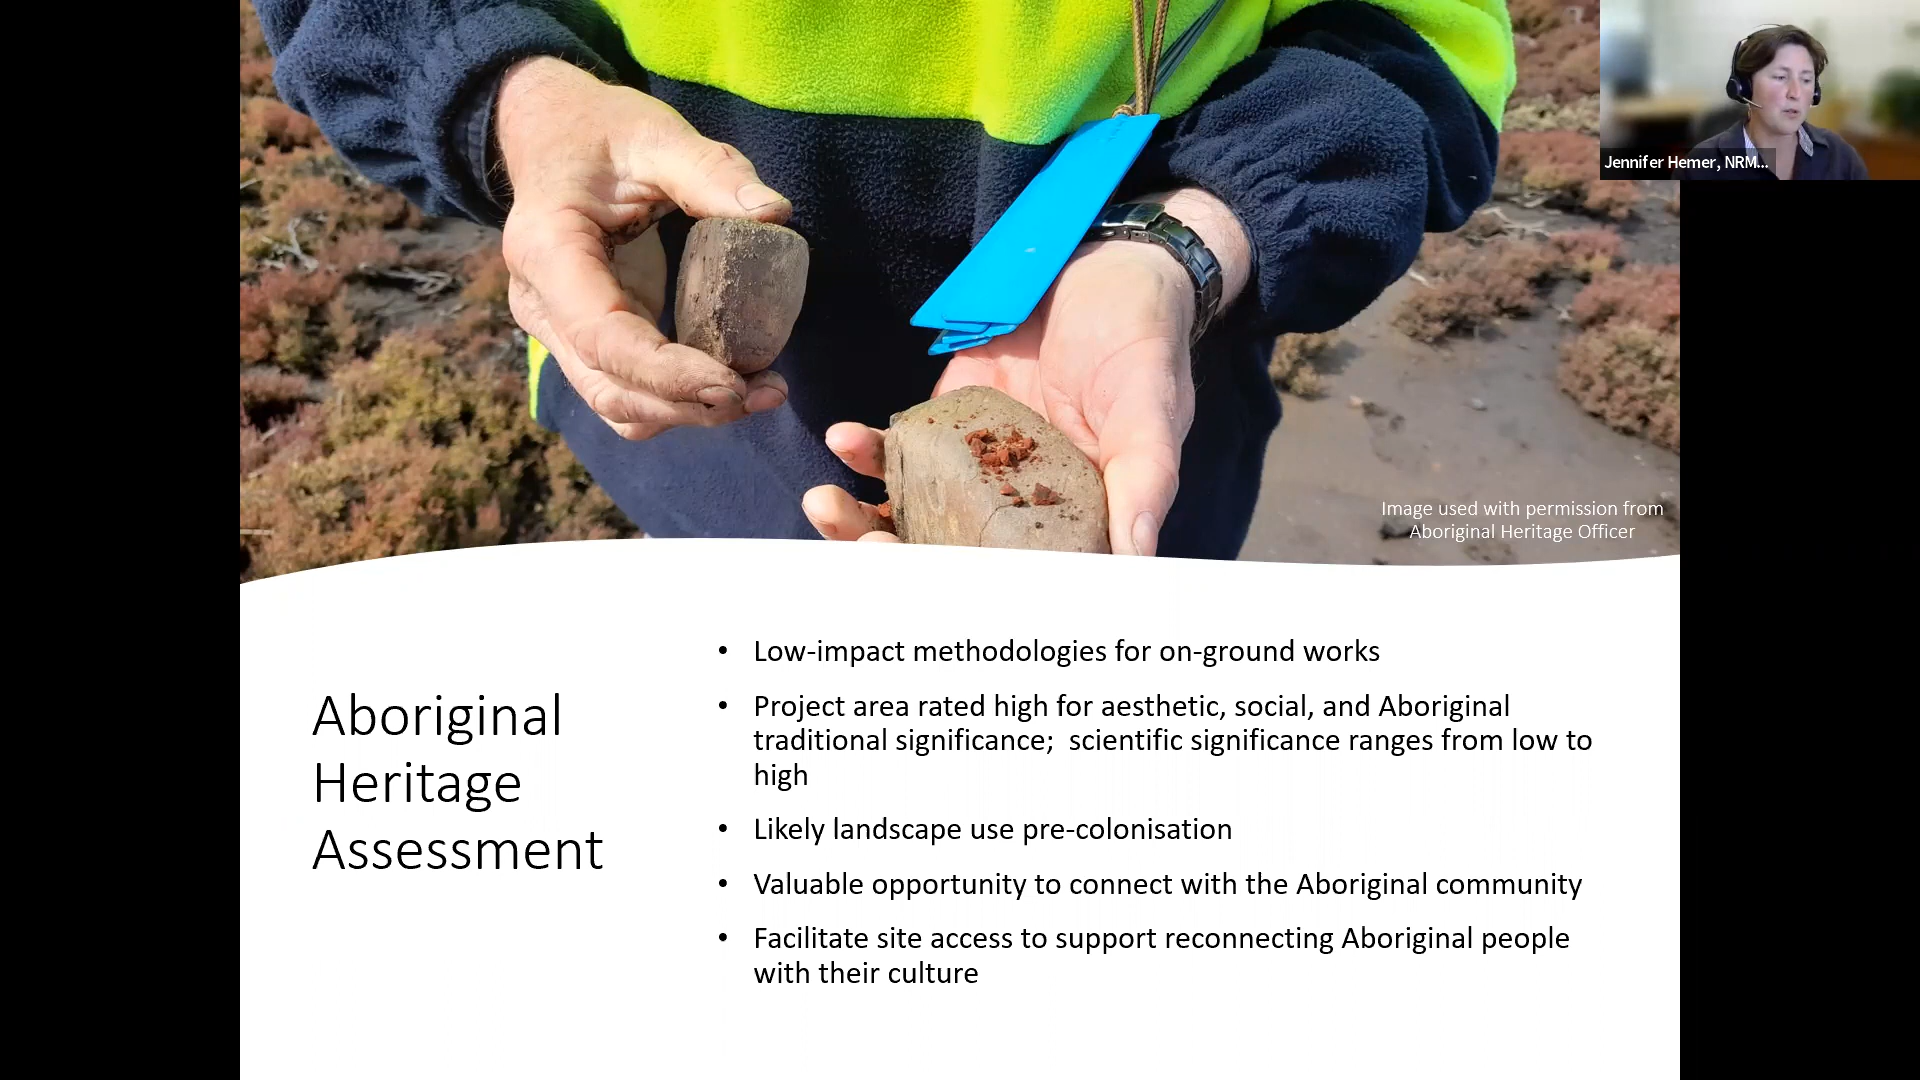 Jennifer Hemer, NRM...
Image used with permission from
Aboriginal Heritage Officer
Aboriginal
Heritage
Assessment
• Low-impact methodologies for on-ground works
• Project area rated high for aesthetic, social, and Aboriginal
traditional significance;  scientific significance ranges from low to
high
• Likely landscape use pre-colonisation
• Valuable opportunity to connect with the Aboriginal community
• Facilitate site access to support reconnecting Aboriginal people
with their culture